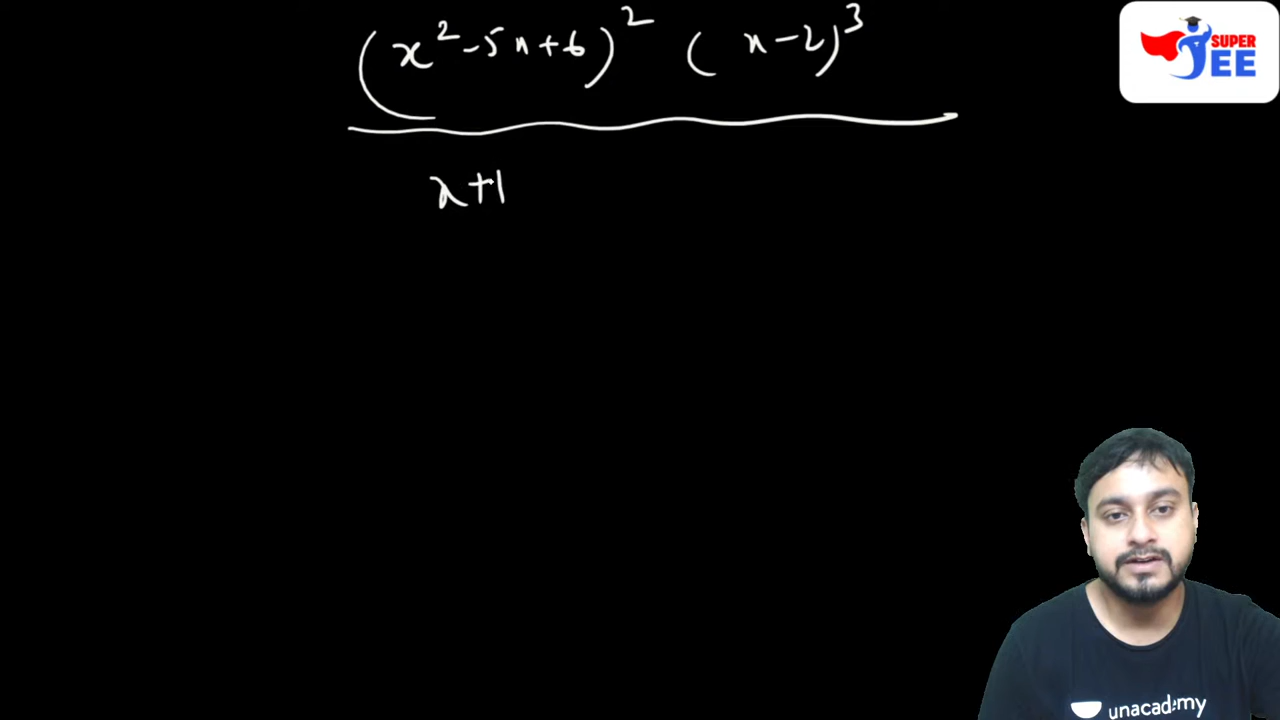 (x²-5x+6)² (x-2)³
x+1
SUPER
JEE
unacademy